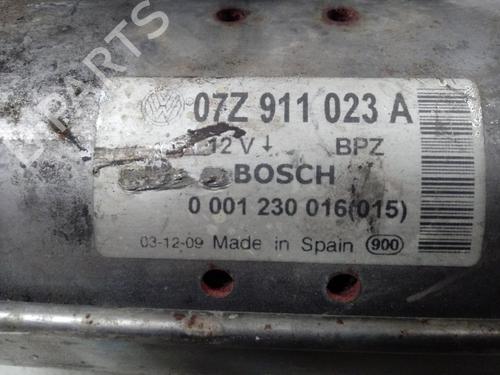 PARTS
07Z 911 023 A
12 V BPZ
BOSCH
0 001 230 016(015)
03-12-09 Made in Spain 900